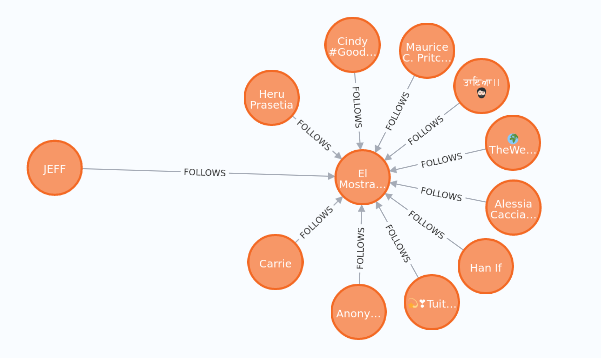 Cindy
#Good…
Maurice
C. Pritc…
Heru
Prasetia
ਤਾਇਆ।।
🌍
TheWe…
JEFF
El
Mostra…
Alessia
Caccia…
Carrie
Han If
Anony…
💫❣Tuit…
FOLLOWS
FOLLOWS
FOLLOWS
FOLLOWS
FOLLOWS
FOLLOWS
FOLLOWS
FOLLOWS
FOLLOWS
FOLLOWS
FOLLOWS